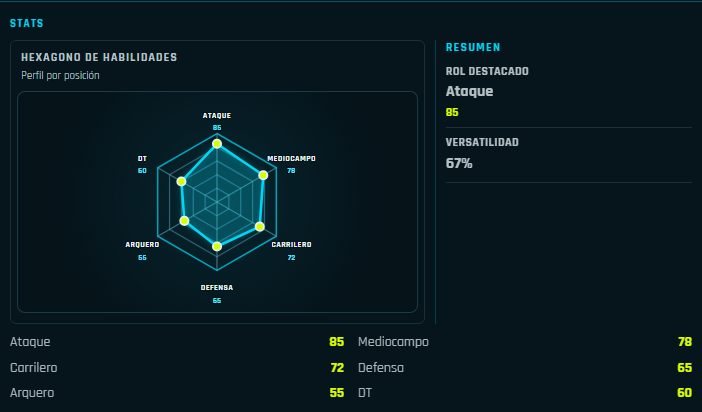 STATS
HEXAGONO DE HABILIDADES
Perfil por posición
ATAQUE
85
DT
60
MEDIOCAMPO
78
ARQUERO
55
CARRILERO
72
DEFENSA
65
RESUMEN
ROL DESTACADO
Ataque
85
VERSATILIDAD
67%
Ataque 85 Mediocampo 78
Carrilero 72 Defensa 65
Arquero 55 DT 60